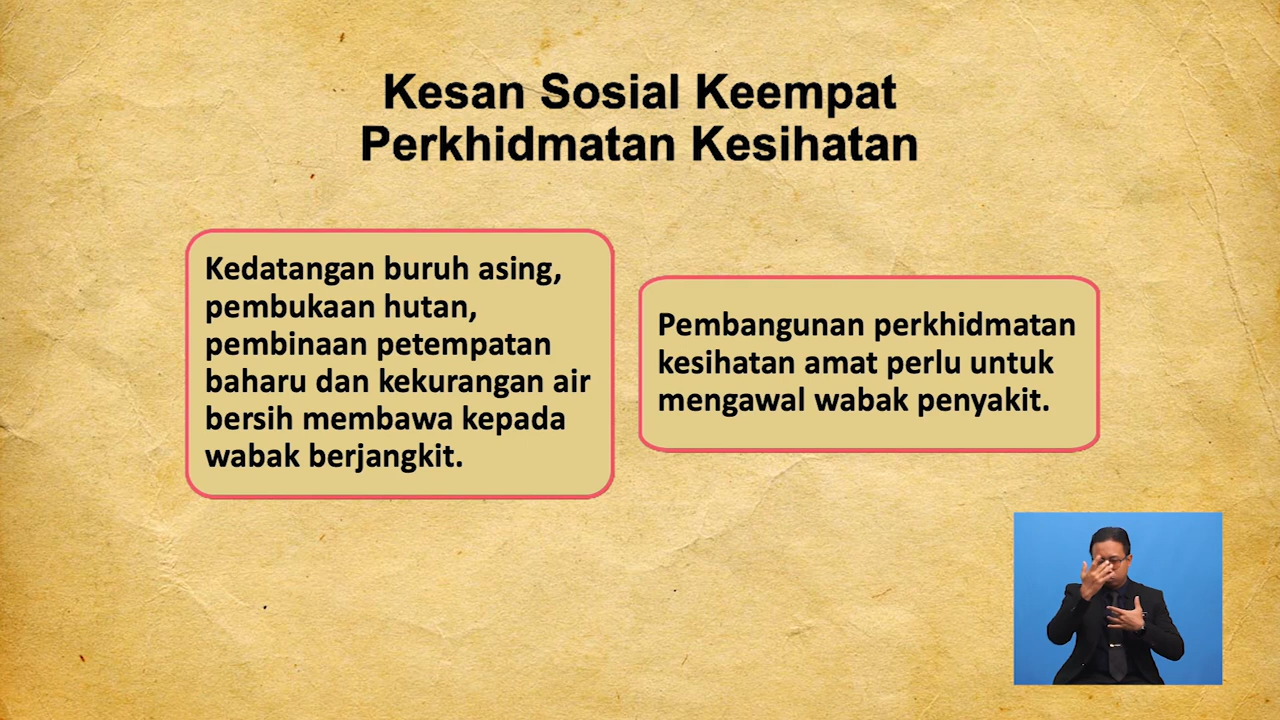 Kesan Sosial Keempat
Perkhidmatan Kesihatan
Kedatangan buruh asing,
pembukaan hutan,
pembinaan petempatan
baharu dan kekurangan air
bersih membawa kepada
wabak berjangkit.
Pembangunan perkhidmatan
kesihatan amat perlu untuk
mengawal wabak penyakit.